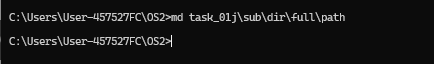 C:\Users\User-457527FC\OS2>md task_01j\sub\dir\full\path
C:\Users\User-457527FC\OS2>